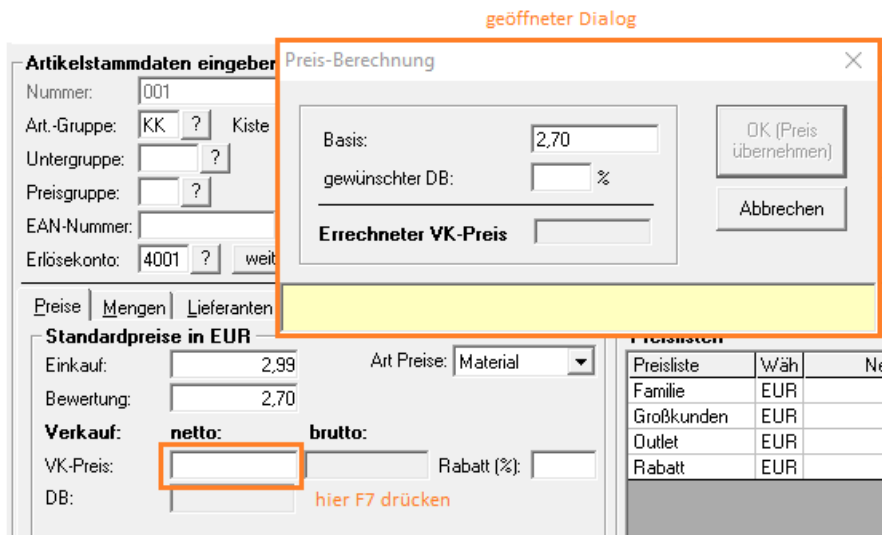 geöffneter Dialog
Artikelstammdaten eingeben
Preis-Berechnung
Nummer: 001
Art.-Gruppe: KK ? Kiste
Untergruppe: ?
Preisgruppe: ?
EAN-Nummer:
Erlösekonto: 4001 ? weit
Basis: 2,70
gewünschter DB: %
Errechneter VK-Preis
OK (Preis
übernehmen)
Abbrechen
Preise Mengen Lieferanten
Standardpreise in EUR
Einkauf: 2,99 Art Preise: Material
Bewertung: 2,70
Verkauf: netto: brutto:
VK-Preis: Rabatt (%):
DB: hier F7 drücken
Preislisten
Preisliste Wäh Ne
Familie EUR
Großkunden EUR
Outlet EUR
Rabatt EUR